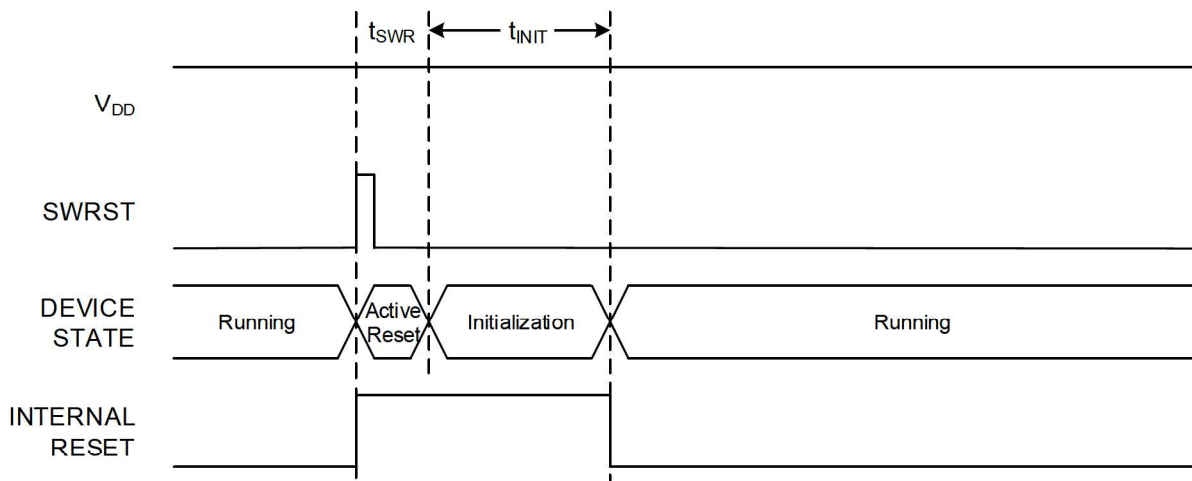 tSWR
tINIT
VDD
SWRST
DEVICE
STATE
Running
Active
Reset
Initialization
Running
INTERNAL
RESET